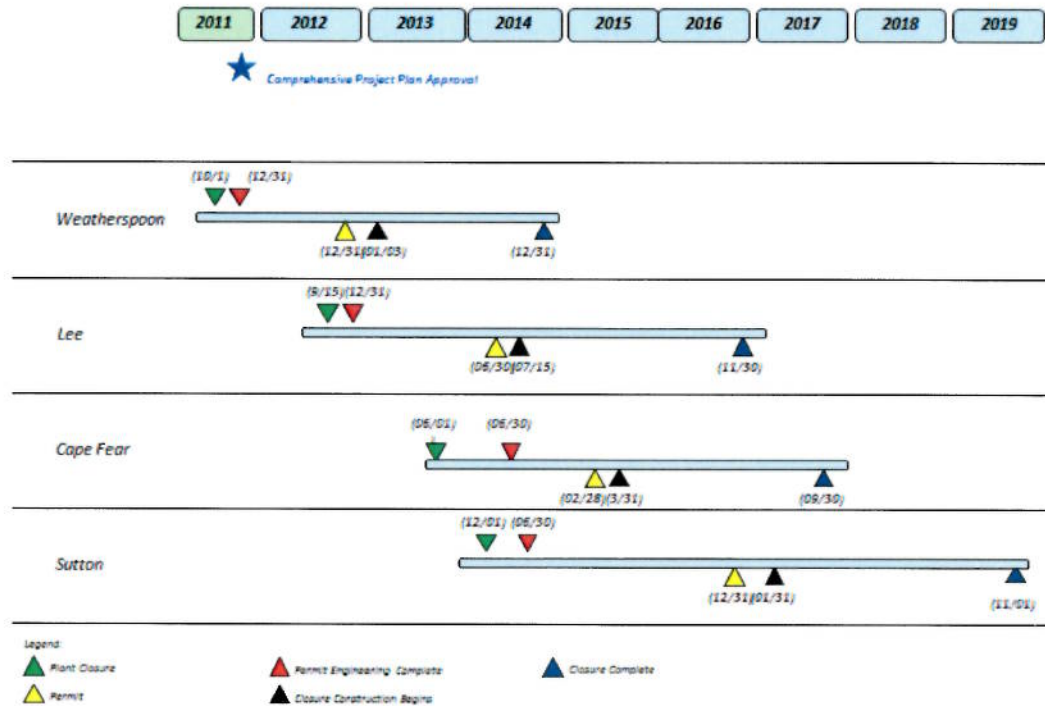 2011 2012 2013 2014 2015 2016 2017 2018 2019
Comprehensive Project Plan Approval
(10/1) (12/31)
Weatherspoon
(12/31) (01/03) (12/31)
(9/15) (12/31)
Lee
(06/30) (07/15) (11/30)
(06/01) (06/30)
Cape Fear
(02/28) (3/31) (09/30)
(12/01) (06/30)
Sutton
(12/31) (01/31) (11/01)
Legend:
Plant Closure Permit Engineering Complete Closure Complete
Permit Closure Construction Begins